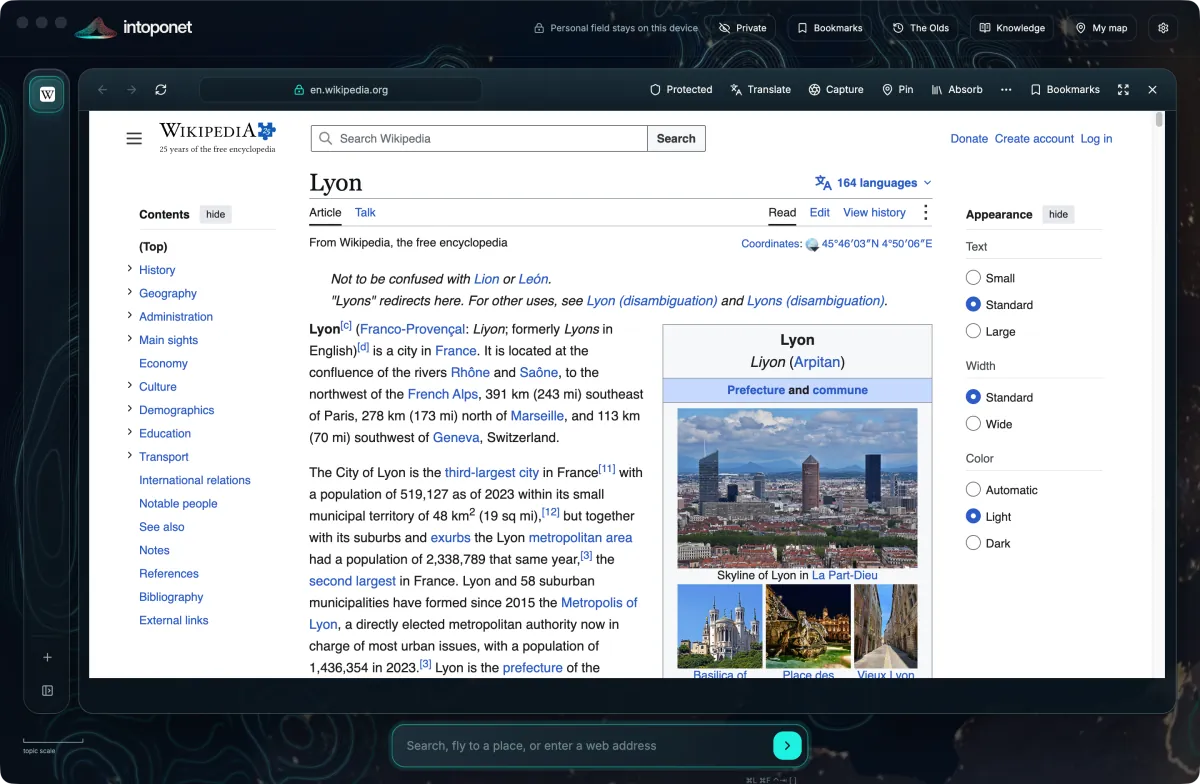 intoponet
Personal field stays on this device
Private
Bookmarks
The Olds
Knowledge
My map
W
en.wikipedia.org
Protected
Translate
Capture
Pin
Absorb
Bookmarks
WIKIPEDIA
25 years of the free encyclopedia
Search Wikipedia
Search
Donate
Create account
Log in
Contents
hide
(Top)
History
Geography
Administration
Main sights
Economy
Culture
Demographics
Education
Transport
International relations
Notable people
See also
Notes
References
Bibliography
External links
Lyon
164 languages
Article
Talk
Read
Edit
View history
From Wikipedia, the free encyclopedia
Coordinates: 45°46′03″N 4°50′06″E
Not to be confused with Lion or León.
"Lyons" redirects here. For other uses, see Lyon (disambiguation) and Lyons (disambiguation).
Lyon[c] (Franco-Provençal: Liyon; formerly Lyons in
English)[d] is a city in France. It is located at the
confluence of the rivers Rhône and Saône, to the
northwest of the French Alps, 391 km (243 mi) southeast
of Paris, 278 km (173 mi) north of Marseille, and 113 km
(70 mi) southwest of Geneva, Switzerland.
The City of Lyon is the third-largest city in France[11] with
a population of 519,127 as of 2023 within its small
municipal territory of 48 km2 (19 sq mi),[12] but together
with its suburbs and exurbs the Lyon metropolitan area
had a population of 2,338,789 that same year,[3] the
second largest in France. Lyon and 58 suburban
municipalities have formed since 2015 the Metropolis of
Lyon, a directly elected metropolitan authority now in
charge of most urban issues, with a population of
1,436,354 in 2023.[3] Lyon is the prefecture of the
Lyon
Liyon (Arpitan)
Prefecture and commune
Skyline of Lyon in La Part-Dieu
Basilica of
Place des
Vieux Lyon
Appearance
hide
Text
Small
Standard
Large
Width
Standard
Wide
Color
Automatic
Light
Dark
topic scale
Search, fly to a place, or enter a web address